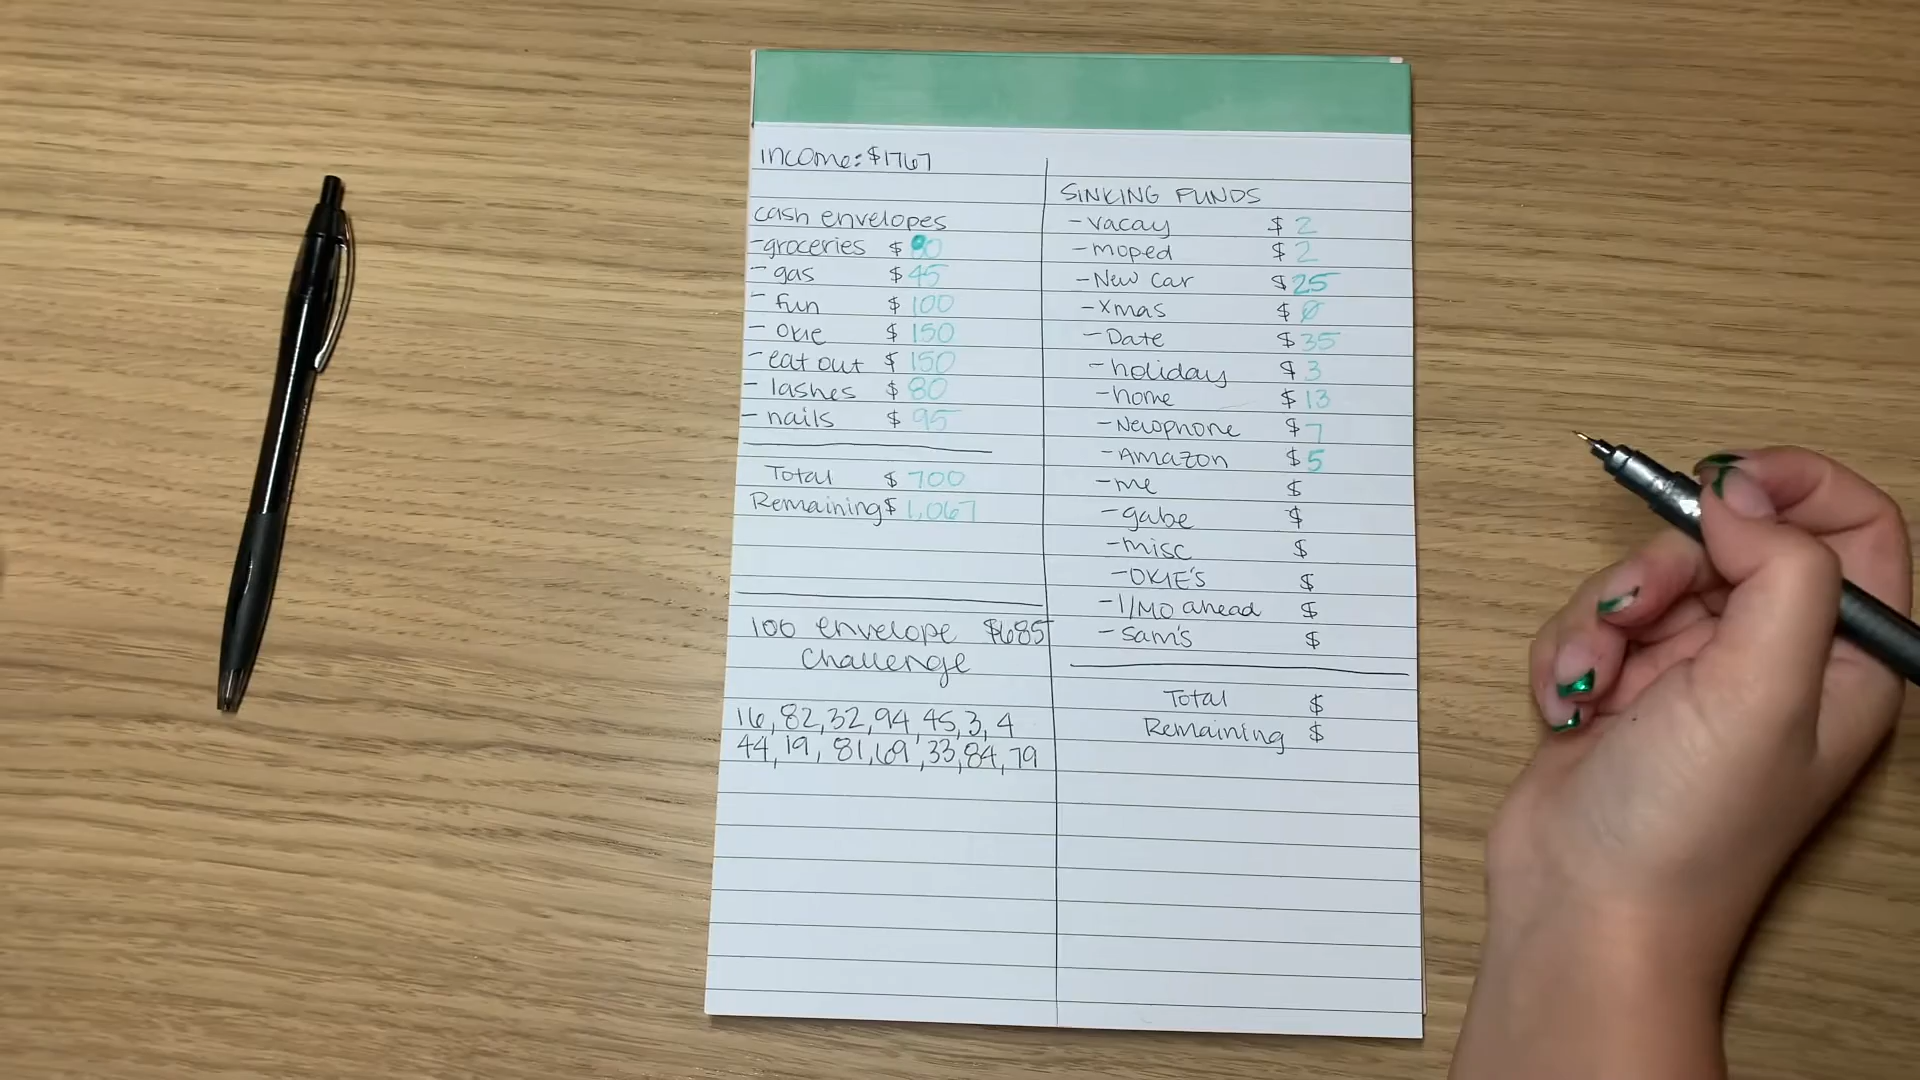 income: $1767
cash envelopes
-groceries $ 80
- gas $ 45
- fun $ 100
- okie $ 150
- eat out $ 150
- lashes $ 80
- nails $ 95
Total $ 700
Remaining $ 1,067
100 envelope $685
Challenge
16, 82, 32, 94, 45, 3, 4
44, 19, 81, 69, 33, 84, 79
SINKING FUNDS
- vacay $ 2
- moped $ 2
- New car $ 25
- Xmas $ 0
- Date $ 35
- holiday $ 3
- home $ 13
- Newphone $ 7
- Amazon $ 5
- me $
- gabe $
- misc $
- OKIE'S $
- 1/MO ahead $
- sam's $
Total $
Remaining $